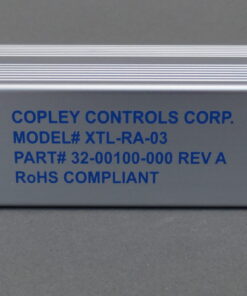 COPLEY CONTROLS CORP.
MODEL# XTL-RA-03
PART# 32-00100-000 REV A
RoHS COMPLIANT